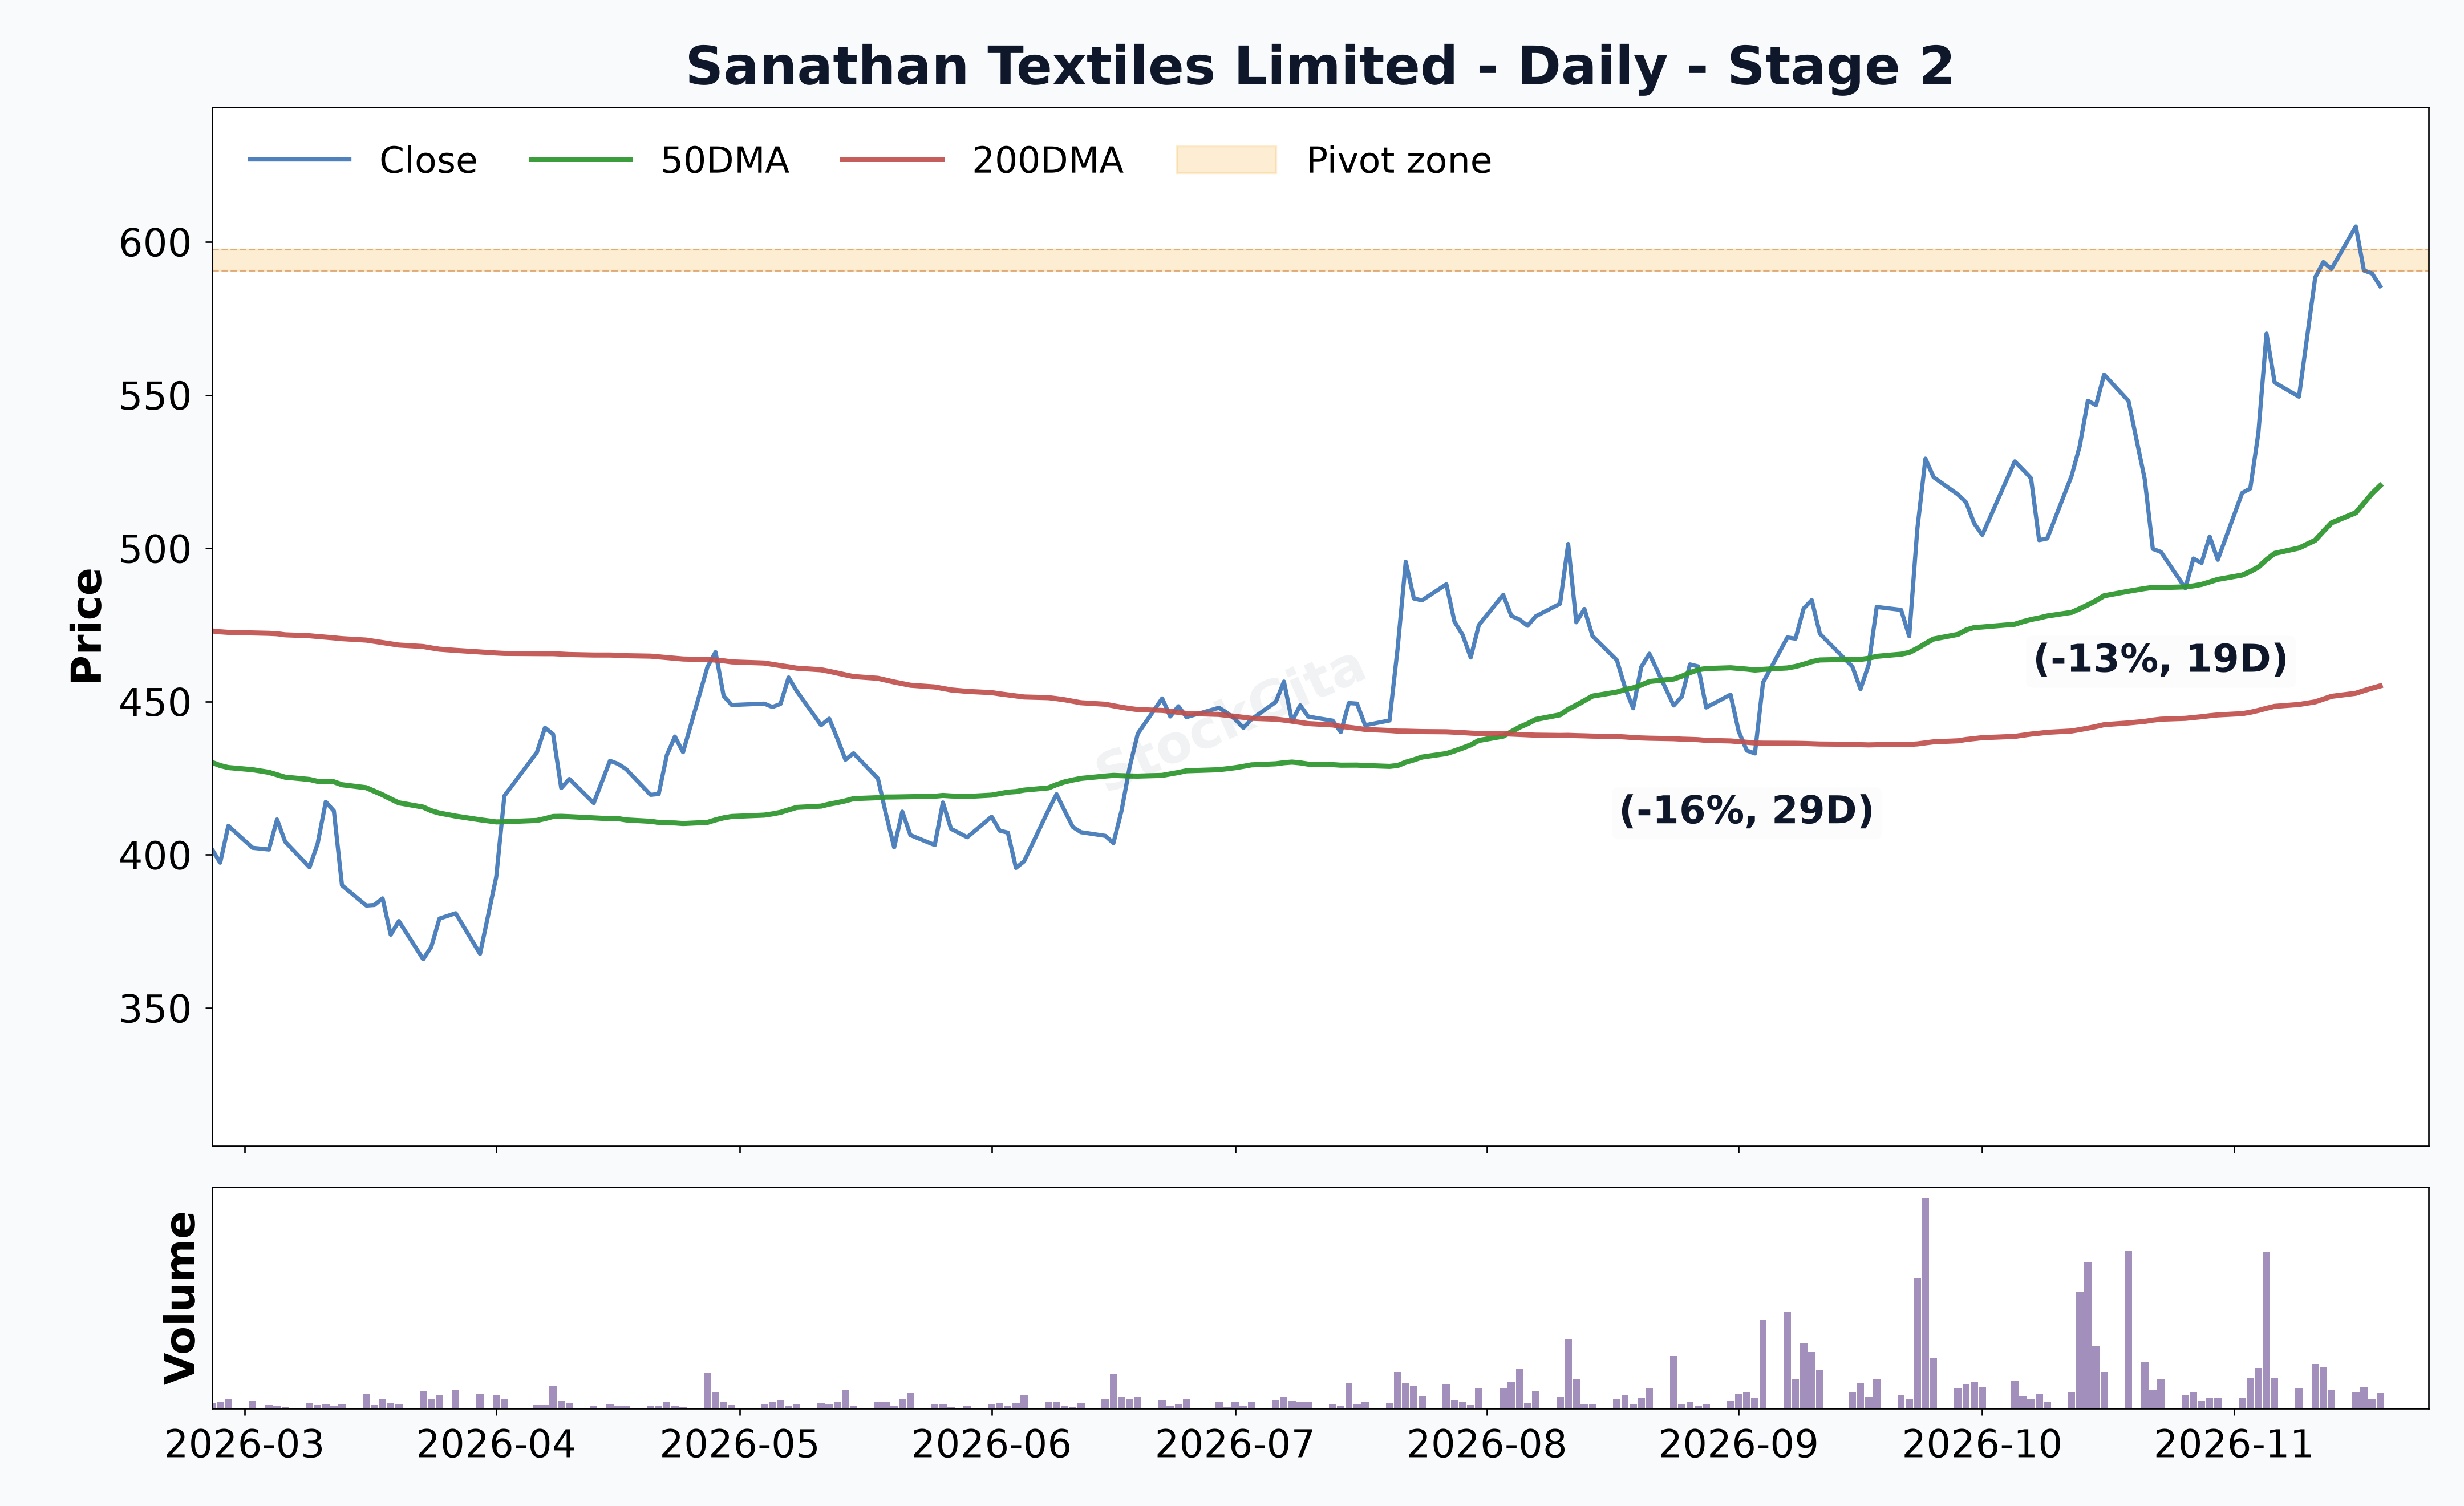 Sanathan Textiles Limited - Daily - Stage 2
Close 50DMA 200DMA Pivot zone
600
550
500
450
400
350
Price
StockGita
(-13%, 19D)
(-16%, 29D)
Volume
2026-03 2026-04 2026-05 2026-06 2026-07 2026-08 2026-09 2026-10 2026-11